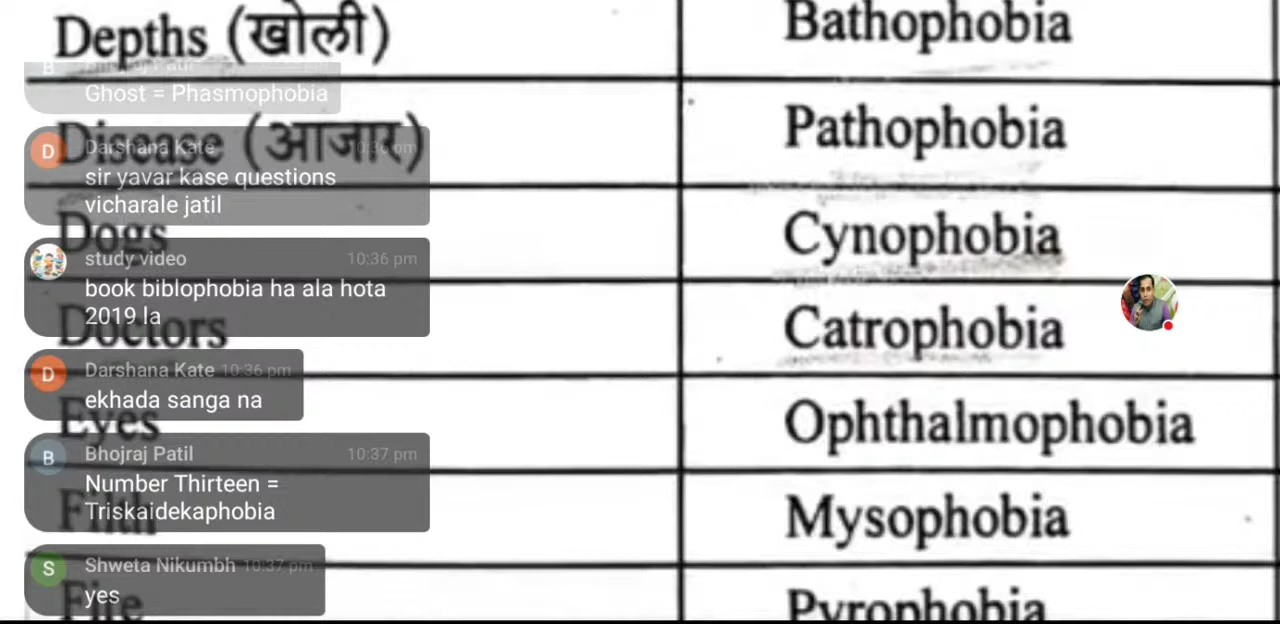 Depths (खोली)
Bathophobia
Ghost = Phasmophobia
Disease (आजार)
Pathophobia
Darshana Kate 10:36 pm
sir yavar kase questions
vicharale jatil
Dogs
Cynophobia
study video 10:36 pm
book biblophobia ha ala hota
2019 la
Doctors
Catrophobia
Darshana Kate 10:36 pm
ekhada sanga na
Eyes
Ophthalmophobia
Bhojraj Patil 10:37 pm
Number Thirteen =
Triskaidekaphobia
Filth
Mysophobia
Shweta Nikumbh 10:37 pm
yes
Fire
Pyrophobia